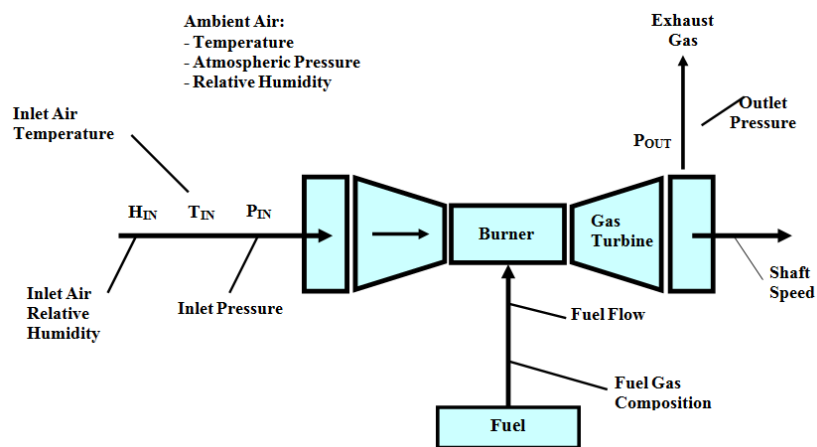 Ambient Air:
- Temperature
- Atmospheric Pressure
- Relative Humidity
Exhaust
Gas
Inlet Air
Temperature
Outlet
Pressure
POUT
HIN TIN PIN
Burner
Gas
Turbine
Inlet Air
Relative
Humidity
Inlet Pressure
Shaft
Speed
Fuel Flow
Fuel Gas
Composition
Fuel